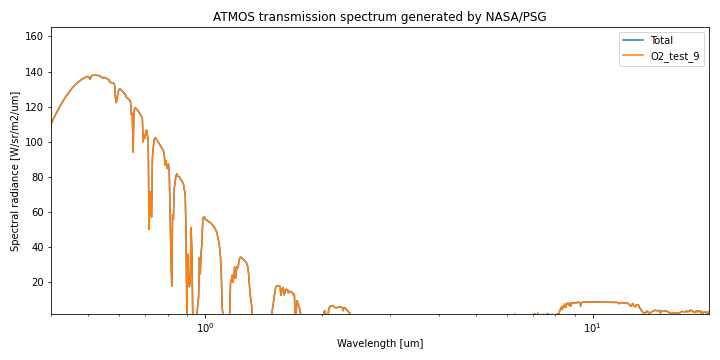 ATMOS transmission spectrum generated by NASA/PSG
Total
O2_test_9
160
140
120
100
80
60
40
20
Spectral radiance [W/sr/m2/um]
10⁰
10¹
Wavelength [um]